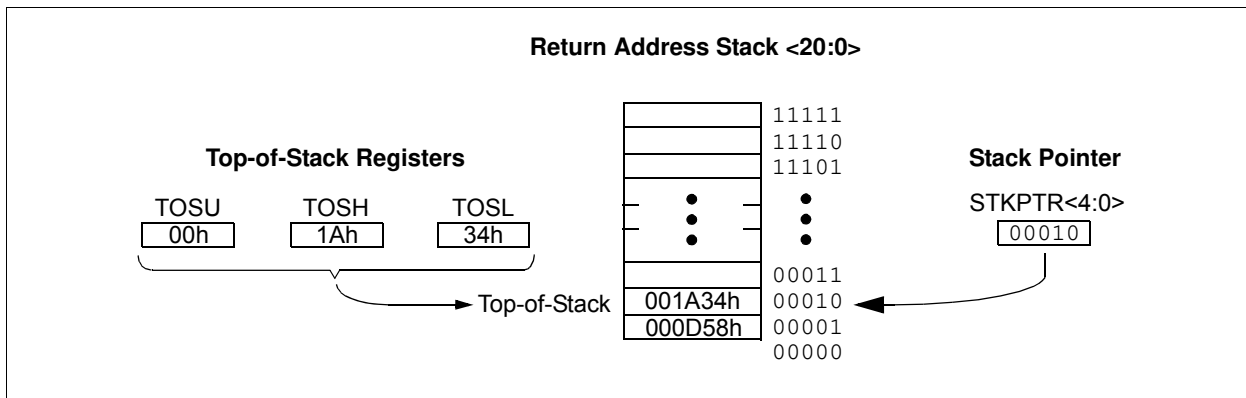 Return Address Stack <20:0>
11111
11110
11101
Top-of-Stack Registers
Stack Pointer
TOSU TOSH TOSL
00h 1Ah 34h
STKPTR<4:0>
00010
00011
Top-of-Stack 001A34h 00010
000D58h 00001
00000